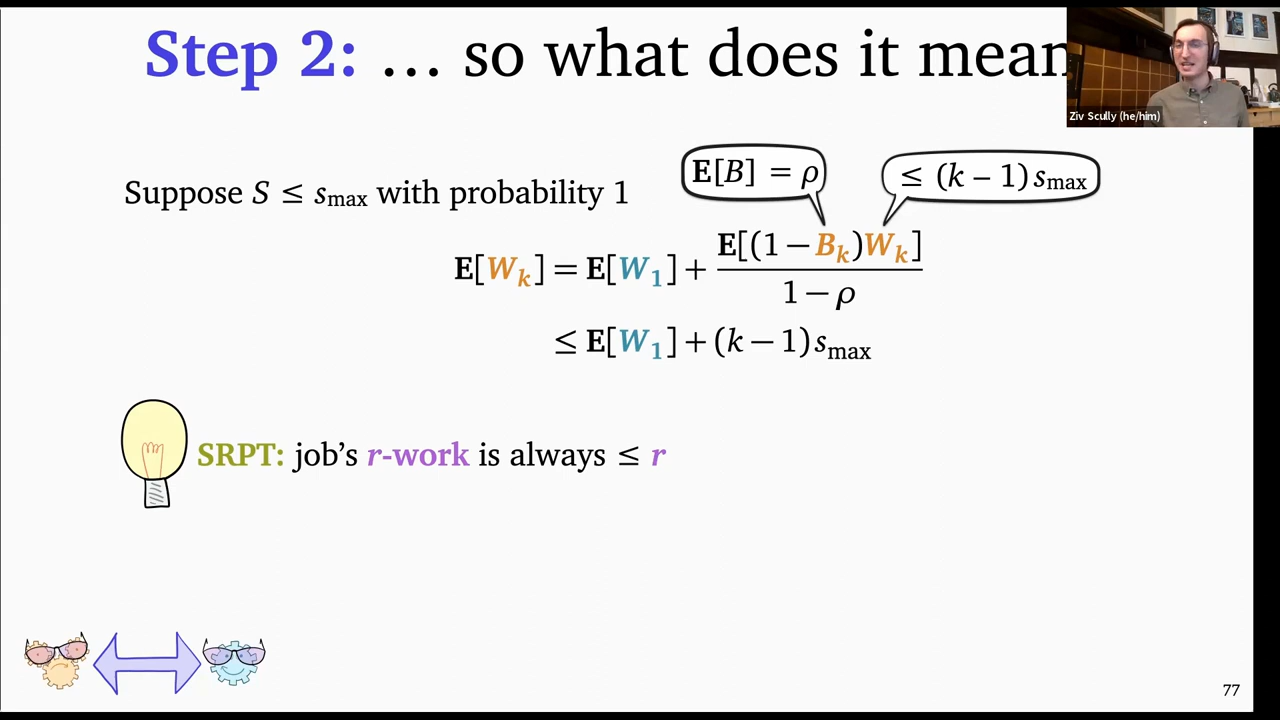 Step 2: … so what does it mean
Ziv Scully (he/him)
Suppose S ≤ s_max with probability 1
E[B] = ρ
≤ (k − 1) s_max
E[W_k] = E[W_1] + E[(1 − B_k)W_k] / (1 − ρ)
≤ E[W_1] + (k − 1) s_max
SRPT: job’s r-work is always ≤ r
77